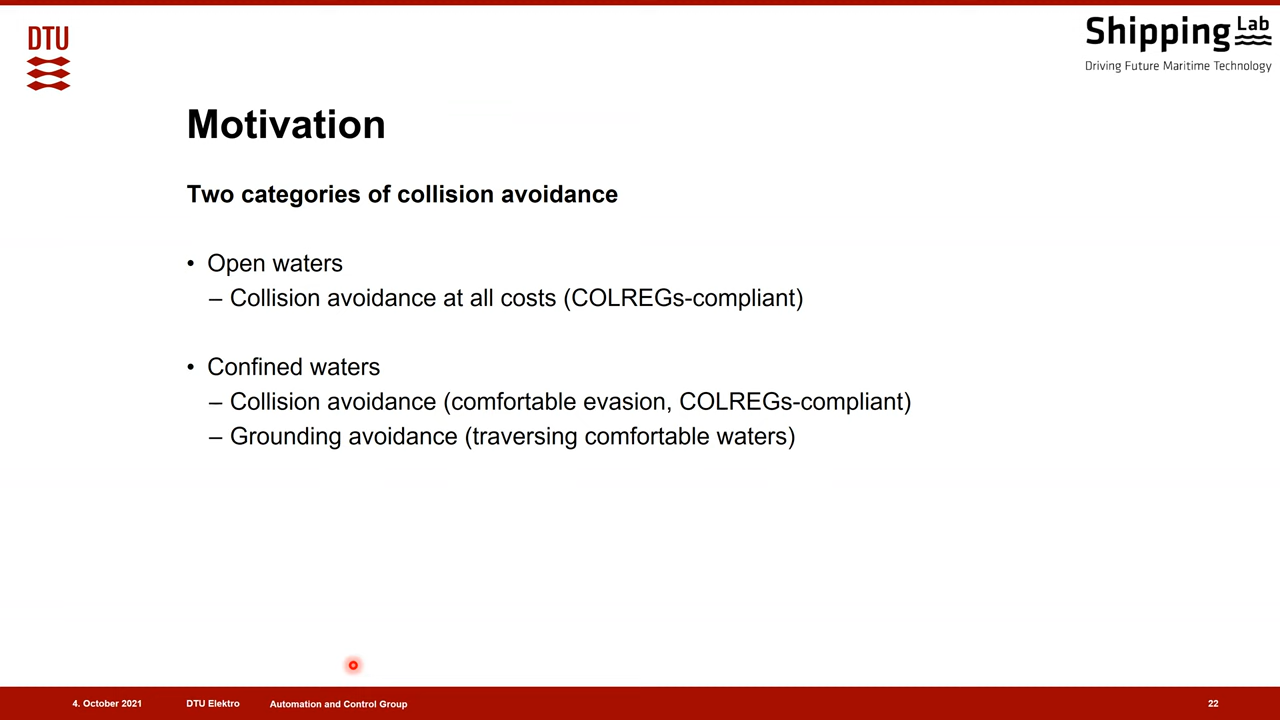 DTU
Shipping Lab
Driving Future Maritime Technology
Motivation
Two categories of collision avoidance
• Open waters
– Collision avoidance at all costs (COLREGs-compliant)
• Confined waters
– Collision avoidance (comfortable evasion, COLREGs-compliant)
– Grounding avoidance (traversing comfortable waters)
4. October 2021 DTU Elektro Automation and Control Group 22